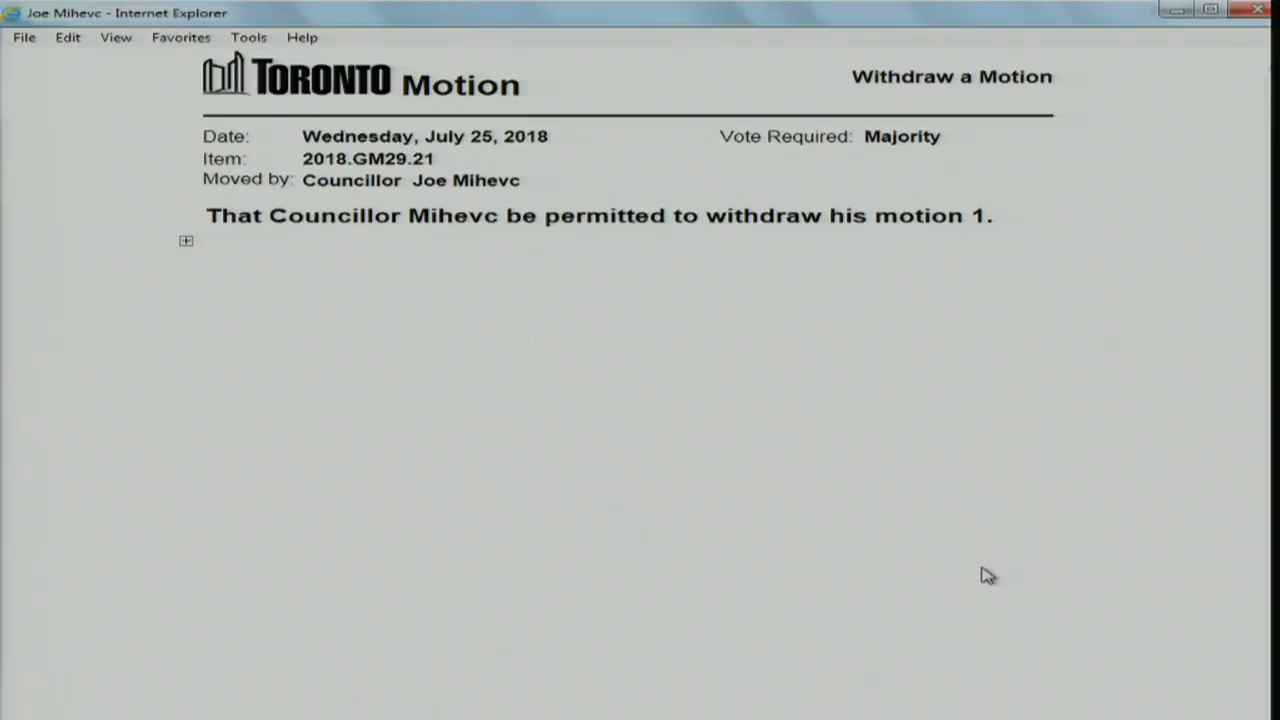 Joe Mihevc - Internet Explorer
File Edit View Favorites Tools Help
TORONTO Motion
Withdraw a Motion
Date: Wednesday, July 25, 2018
Vote Required: Majority
Item: 2018.GM29.21
Moved by: Councillor Joe Mihevc
That Councillor Mihevc be permitted to withdraw his motion 1.